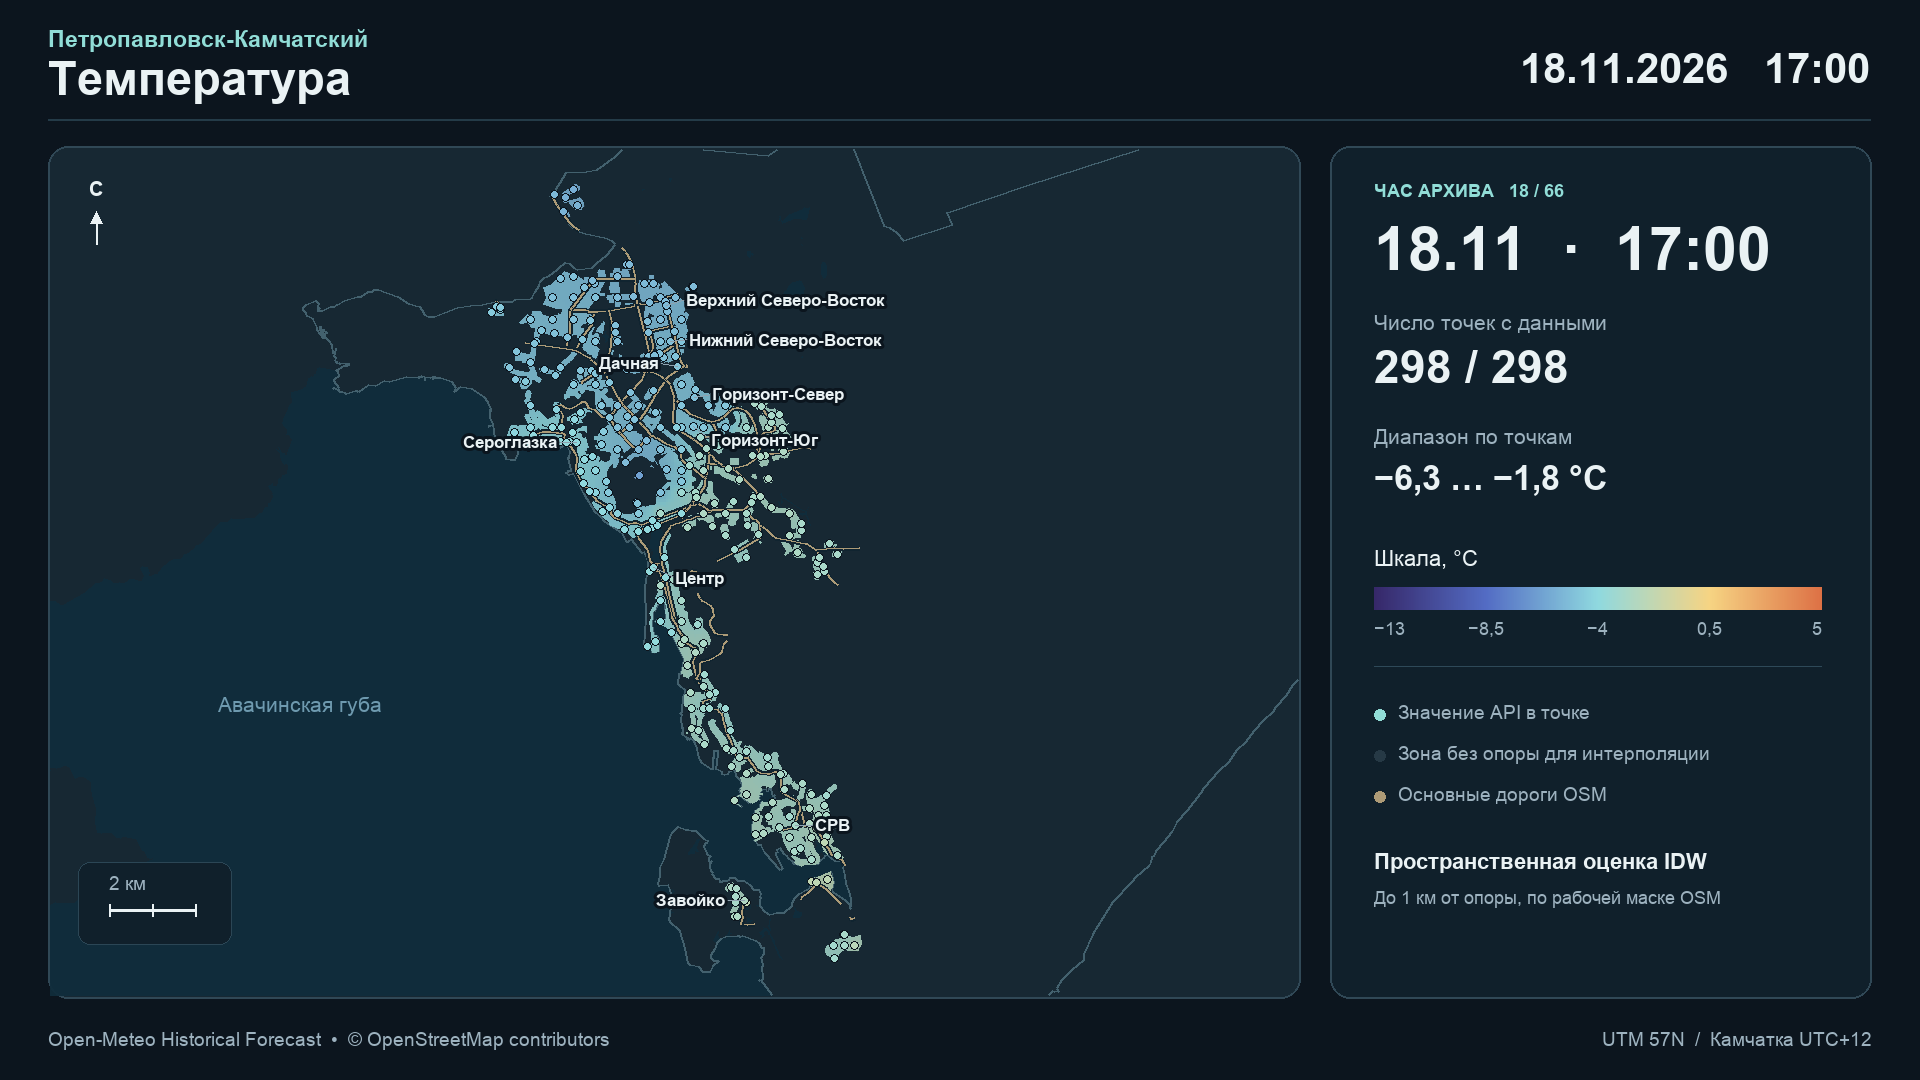 Петропавловск-Камчатский
Температура
18.11.2026 17:00
С
Верхний Северо-Восток
Нижний Северо-Восток
Дачная
Горизонт-Север
Сероглазка
Горизонт-Юг
Центр
Авачинская губа
СРВ
Завойко
2 км
ЧАС АРХИВА 18 / 66
18.11 · 17:00
Число точек с данными
298 / 298
Диапазон по точкам
−6,3 … −1,8 °C
Шкала, °C
−13 −8,5 −4 0,5 5
Значение API в точке
Зона без опоры для интерполяции
Основные дороги OSM
Пространственная оценка IDW
До 1 км от опоры, по рабочей маске OSM
Open-Meteo Historical Forecast • © OpenStreetMap contributors
UTM 57N / Камчатка UTC+12